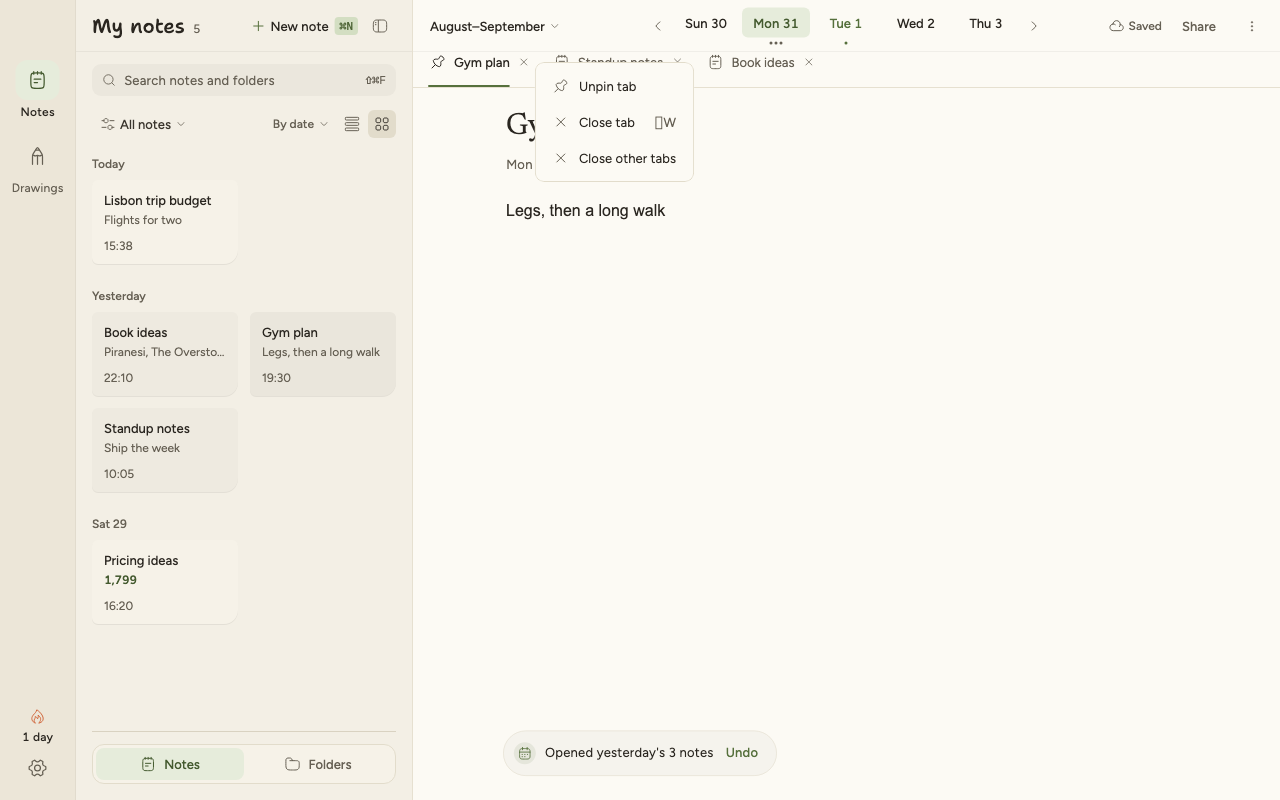 My notes 5
+ New note ⌘N
August–September
Sun 30
Mon 31
Tue 1
Wed 2
Thu 3
Saved
Share
Notes
Drawings
Search notes and folders ⇧⌘F
All notes
By date
Today
Lisbon trip budget
Flights for two
15:38
Yesterday
Book ideas
Piranesi, The Oversto...
22:10
Gym plan
Legs, then a long walk
19:30
Standup notes
Ship the week
10:05
Sat 29
Pricing ideas
1,799
16:20
1 day
Notes
Folders
Gym plan
Standup notes
Book ideas
Unpin tab
Close tab W
Close other tabs
Mon
Legs, then a long walk
Opened yesterday's 3 notes Undo